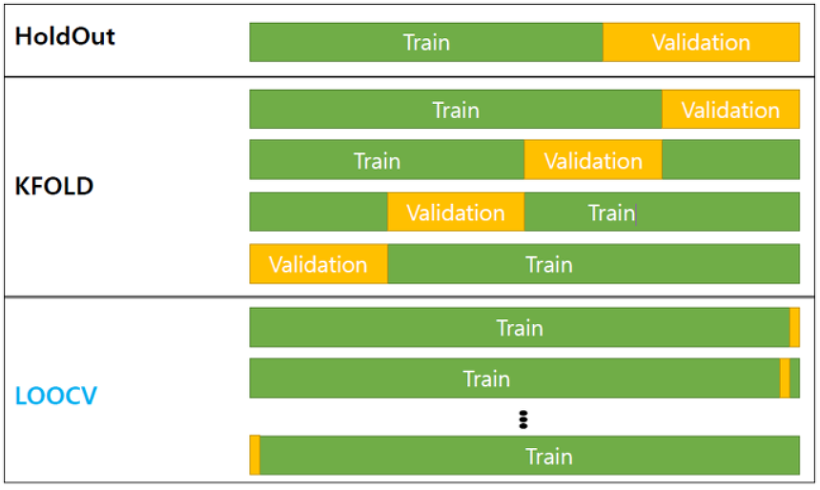 HoldOut
Train Validation
KFOLD
Train Validation
Train Validation
Validation Train
Validation Train
LOOCV
Train
Train
Train